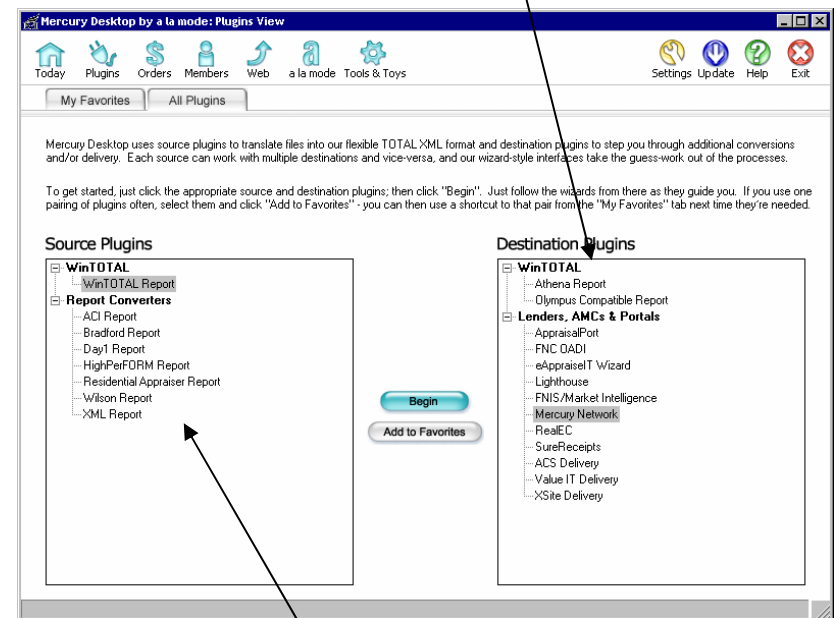 Mercury Desktop by a la mode: Plugins View
Today Plugins Orders Members Web a la mode Tools & Toys Settings Update Help Exit
My Favorites All Plugins
Mercury Desktop uses source plugins to translate files into our flexible TOTAL XML format and destination plugins to step you through additional conversions
and/or delivery. Each source can work with multiple destinations and vice-versa, and our wizard-style interfaces take the guess-work out of the processes.
To get started, just click the appropriate source and destination plugins; then click "Begin". Just follow the wizards from there as they guide you. If you use one
pairing of plugins often, select them and click "Add to Favorites" - you can then use a shortcut to that pair from the "My Favorites" tab next time they're needed.
Source Plugins
WinTOTAL
WinTOTAL Report
Report Converters
ACI Report
Bradford Report
Day1 Report
HighPerFORM Report
Residential Appraiser Report
Wilson Report
XML Report
Begin
Add to Favorites
Destination Plugins
WinTOTAL
Athena Report
Olympus Compatible Report
Lenders, AMCs & Portals
AppraisalPort
FNC OADI
eAppraiseIT Wizard
Lighthouse
FNIS/Market Intelligence
Mercury Network
RealEC
SureReceipts
ACS Delivery
Value IT Delivery
XSite Delivery